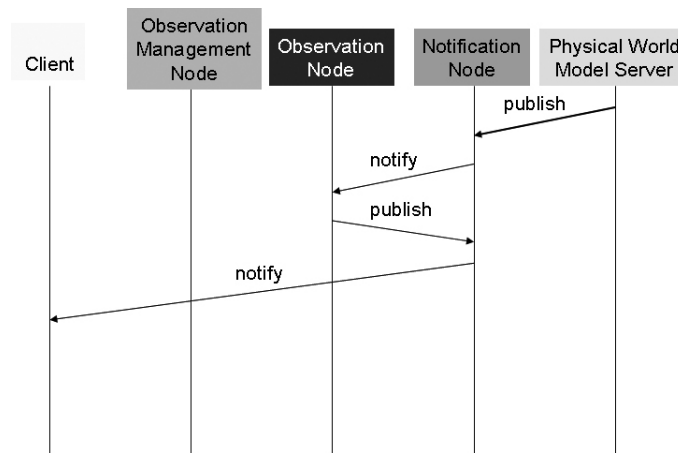 Client
Observation
Management
Node
Observation
Node
Notification
Node
Physical World
Model Server
publish
notify
publish
notify